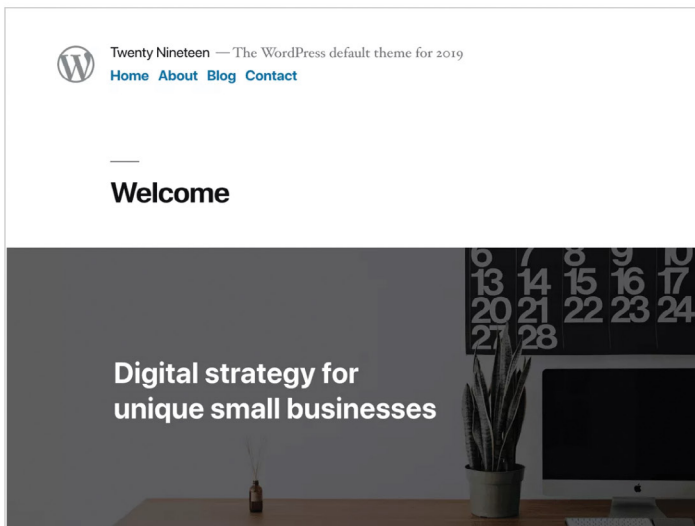 Twenty Nineteen — The WordPress default theme for 2019
Home About Blog Contact
Welcome
6 7 8 9 10
13 14 15 16 17
20 21 22 23 24
27 28
Digital strategy for
unique small businesses